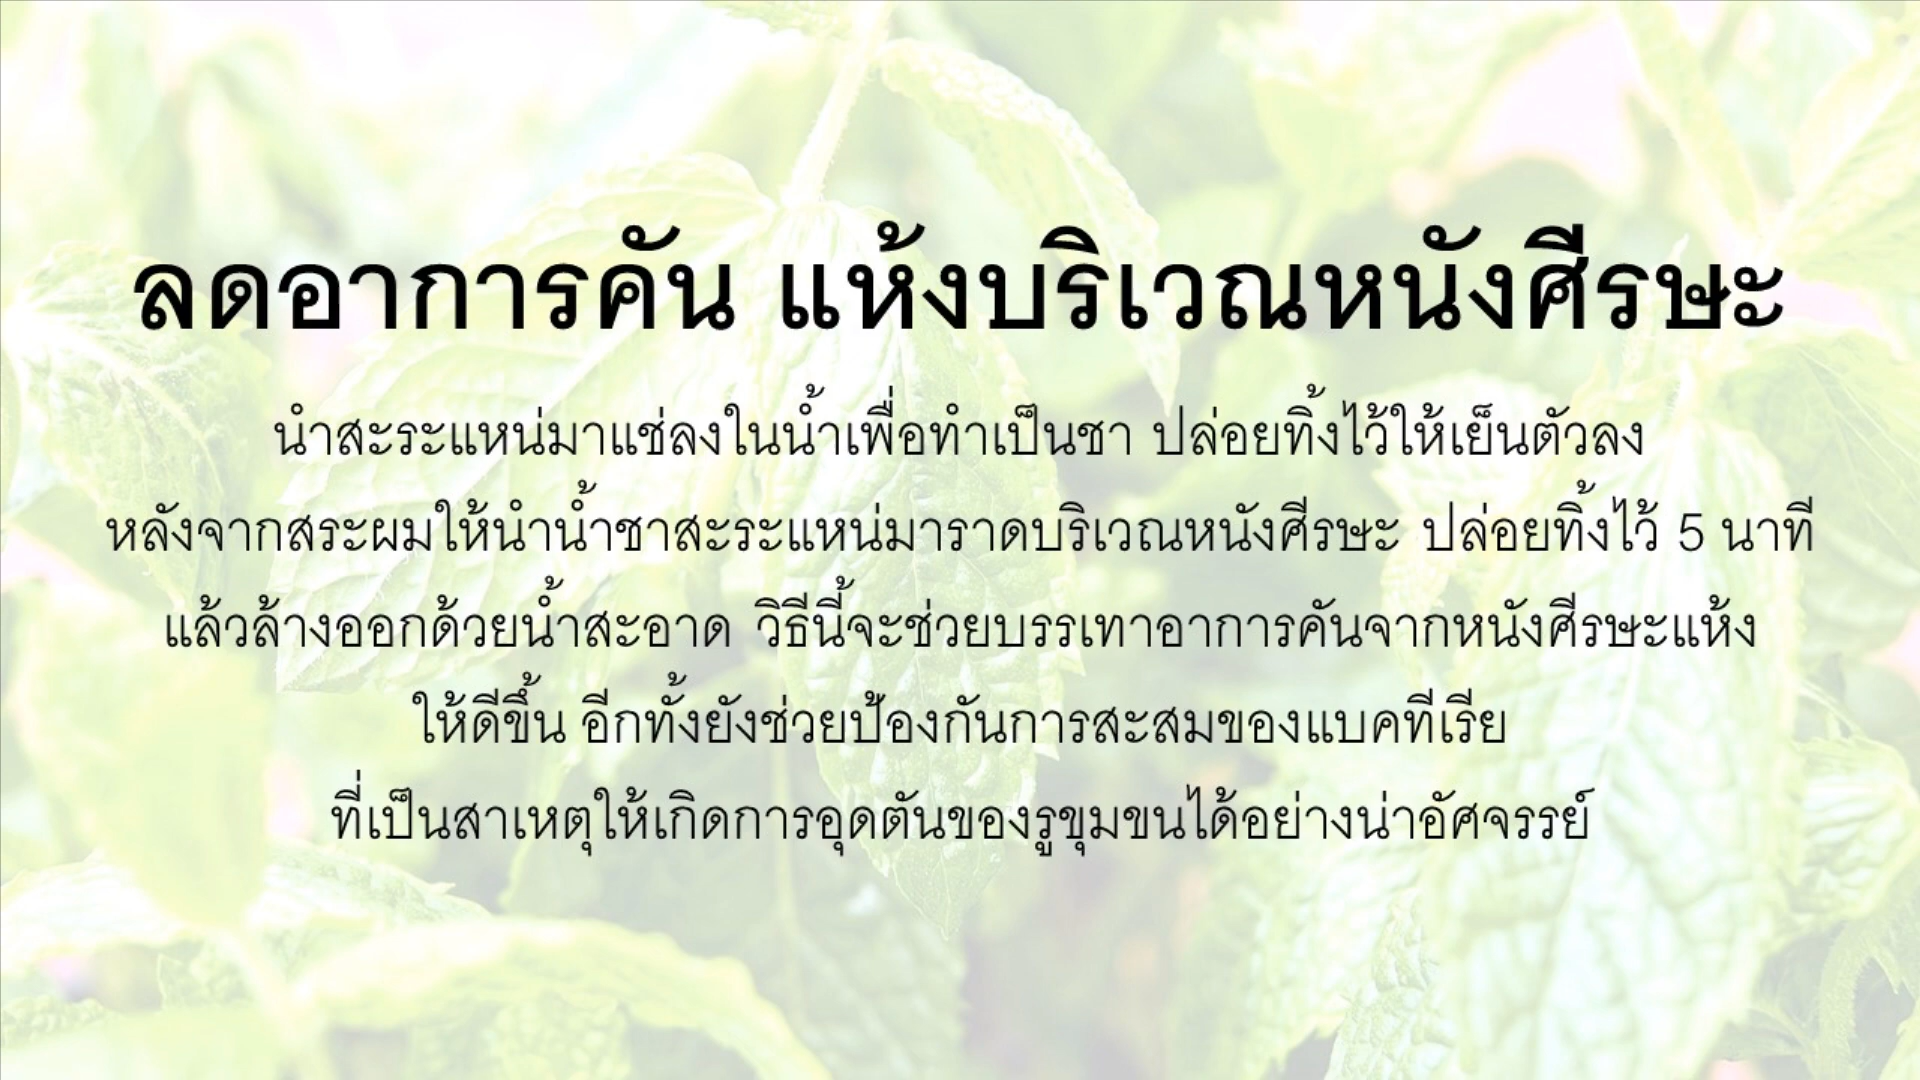 ลดอาการคัน แห้งบริเวณหนังศีรษะ
นำสะระแหน่มาแช่ลงในน้ำเพื่อทำเป็นชา ปล่อยทิ้งไว้ให้เย็นตัวลง
หลังจากสระผมให้นำน้ำชาสะระแหน่มาราดบริเวณหนังศีรษะ ปล่อยทิ้งไว้ 5 นาที
แล้วล้างออกด้วยน้ำสะอาด วิธีนี้จะช่วยบรรเทาอาการคันจากหนังศีรษะแห้ง
ให้ดีขึ้น อีกทั้งยังช่วยป้องกันการสะสมของแบคทีเรีย
ที่เป็นสาเหตุให้เกิดการอุดตันของรูขุมขนได้อย่างน่าอัศจรรย์